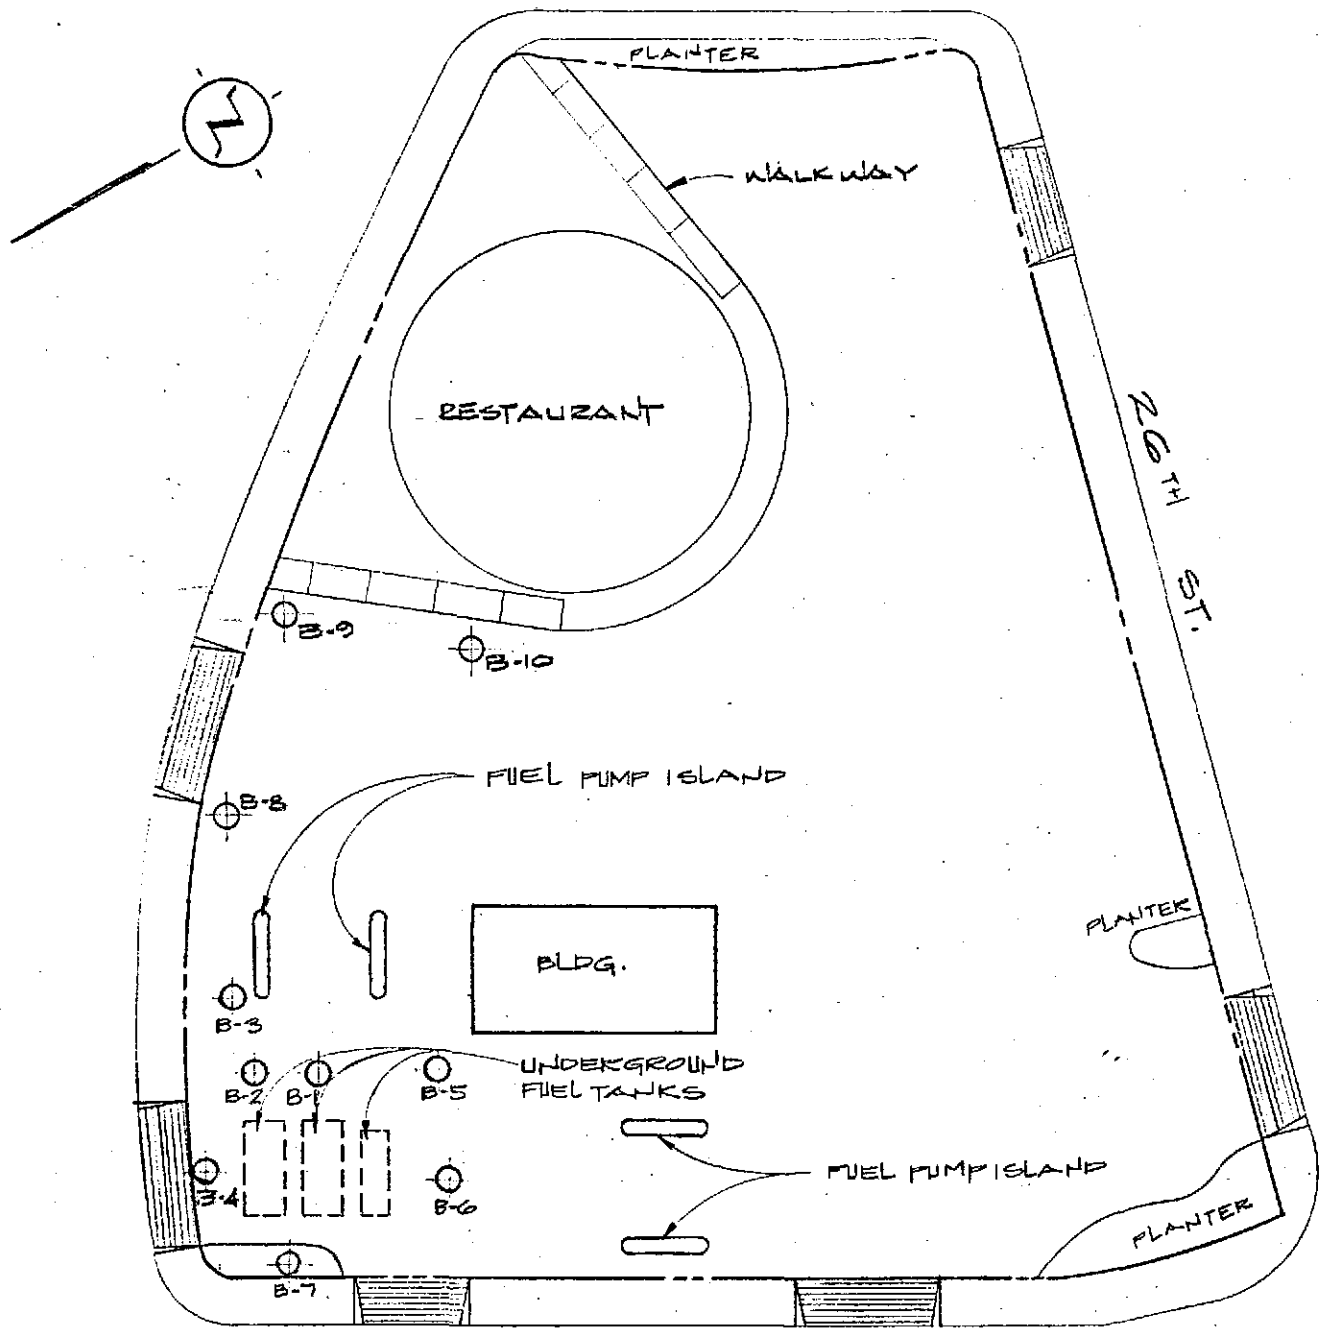 PLANTER
N
WALKWAY
RESTAURANT
26TH ST.
B-9
B-10
FUEL PUMP ISLAND
B-8
PLANTER
BLDG.
B-3
UNDERGROUND
FUEL TANKS
B-2
B-1
B-5
FUEL PUMP ISLAND
B-4
B-6
PLANTER
B-7